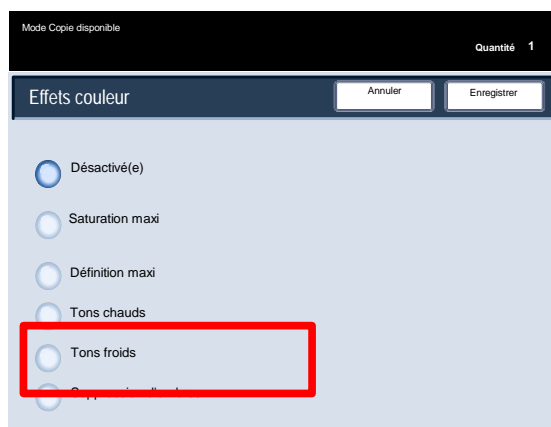 Mode Copie disponible
Quantité 1
Effets couleur
Annuler
Enregistrer
Désactivé(e)
Saturation maxi
Définition maxi
Tons chauds
Tons froids